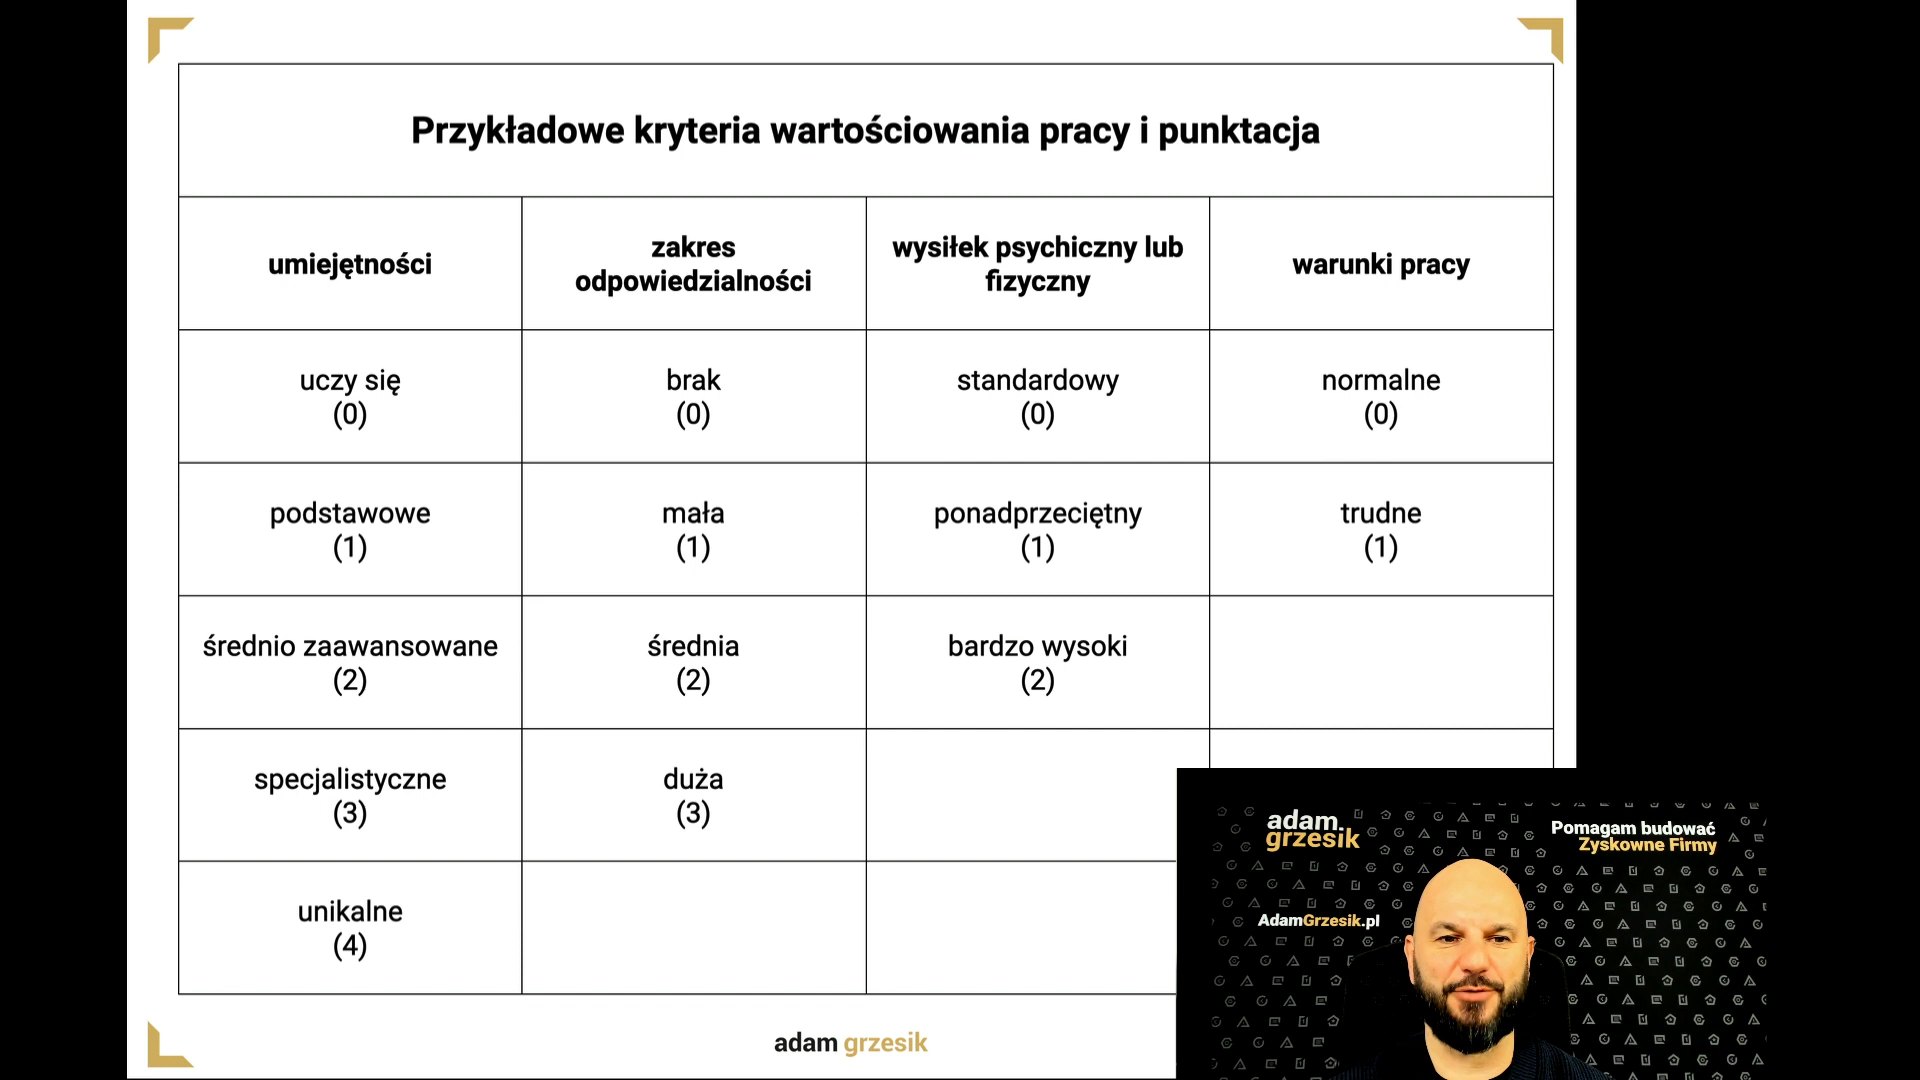 Przykładowe kryteria wartościowania pracy i punktacja
umiejętności
zakres
odpowiedzialności
wysiłek psychiczny lub
fizyczny
warunki pracy
uczy się
(0)
brak
(0)
standardowy
(0)
normalne
(0)
podstawowe
(1)
mała
(1)
ponadprzeciętny
(1)
trudne
(1)
średnio zaawansowane
(2)
średnia
(2)
bardzo wysoki
(2)
specjalistyczne
(3)
duża
(3)
unikalne
(4)
adam grzesik
adam
grzesik
Pomagam budować
Zyskowne Firmy
AdamGrzesik.pl